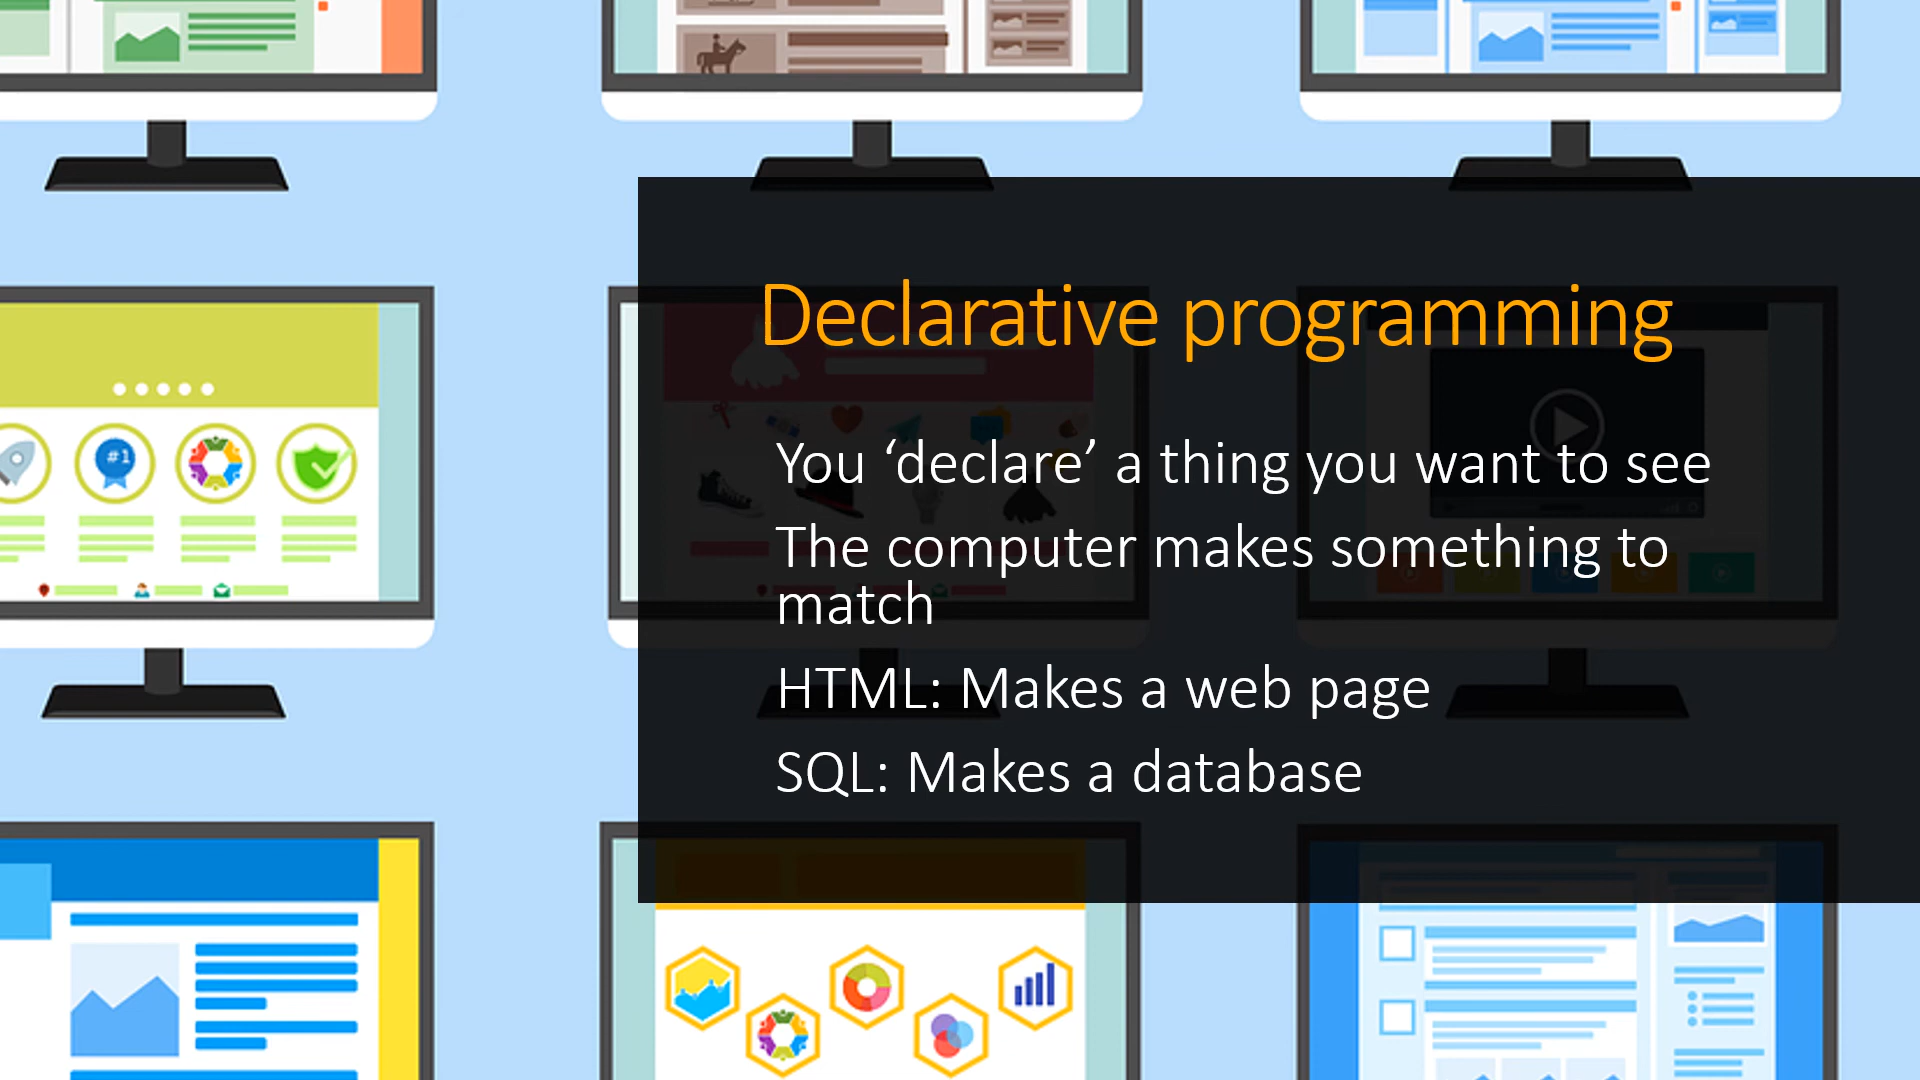 Declarative programming
You ‘declare’ a thing you want to see
The computer makes something to
match
HTML: Makes a web page
SQL: Makes a database
#1